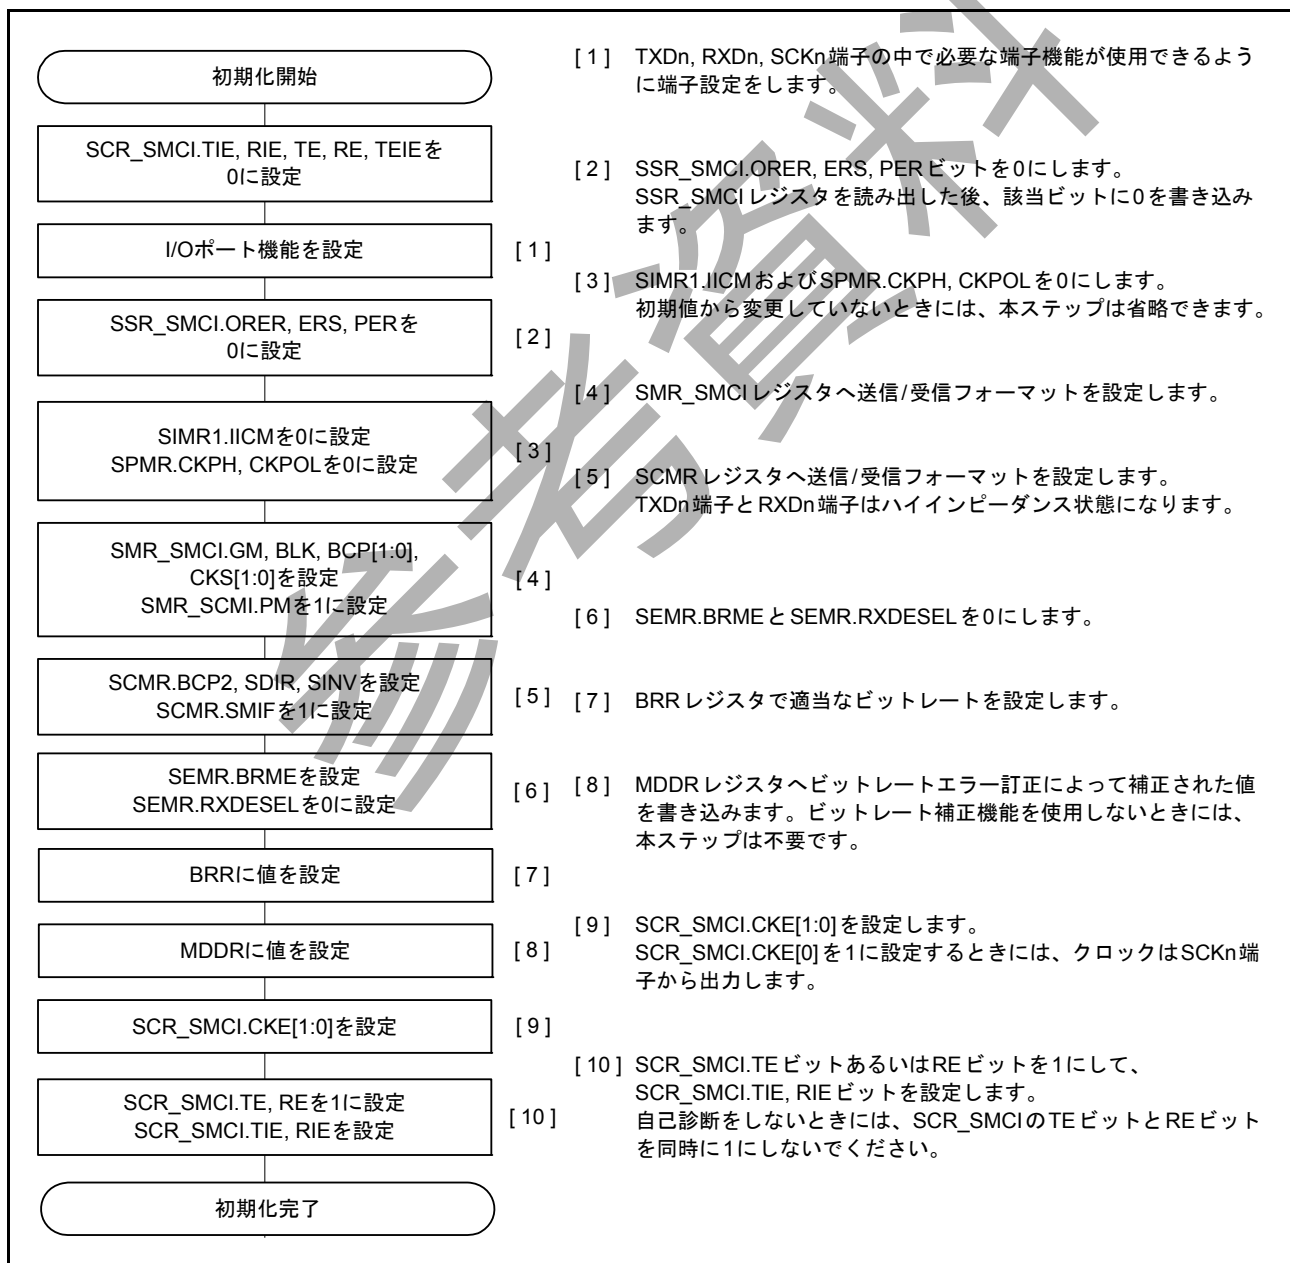 初期化開始
SCR_SMCI.TIE, RIE, TE, RE, TEIEを
0に設定
I/Oポート機能を設定
[ 1 ]
SSR_SMCI.ORER, ERS, PERを
0に設定
[ 2 ]
SIMR1.IICMを0に設定
SPMR.CKPH, CKPOLを0に設定
[ 3 ]
SMR_SMCI.GM, BLK, BCP[1:0],
CKS[1:0]を設定
SMR_SCMI.PMを1に設定
[ 4 ]
SCMR.BCP2, SDIR, SINVを設定
SCMR.SMIFを1に設定
[ 5 ]
SEMR.BRMEを設定
SEMR.RXDESELを0に設定
[ 6 ]
BRRに値を設定
[ 7 ]
MDDRに値を設定
[ 8 ]
SCR_SMCI.CKE[1:0]を設定
[ 9 ]
SCR_SMCI.TE, REを1に設定
SCR_SMCI.TIE, RIEを設定
[ 10 ]
初期化完了
[ 1 ] TXDn, RXDn, SCKn端子の中で必要な端子機能が使用できるよう
に端子設定をします。
[ 2 ] SSR_SMCI.ORER, ERS, PERビットを0にします。
SSR_SMCIレジスタを読み出した後、該当ビットに0を書き込み
ます。
[ 3 ] SIMR1.IICMおよびSPMR.CKPH, CKPOLを0にします。
初期値から変更していないときには、本ステップは省略できます。
[ 4 ] SMR_SMCIレジスタへ送信/受信フォーマットを設定します。
[ 5 ] SCMRレジスタへ送信/受信フォーマットを設定します。
TXDn端子とRXDn端子はハイインピーダンス状態になります。
[ 6 ] SEMR.BRMEとSEMR.RXDESELを0にします。
[ 7 ] BRRレジスタで適当なビットレートを設定します。
[ 8 ] MDDRレジスタへビットレートエラー訂正によって補正された値
を書き込みます。ビットレート補正機能を使用しないときには、
本ステップは不要です。
[ 9 ] SCR_SMCI.CKE[1:0]を設定します。
SCR_SMCI.CKE[0]を1に設定するときには、クロックはSCKn端
子から出力します。
[ 10 ] SCR_SMCI.TEビットあるいはREビットを1にして、
SCR_SMCI.TIE, RIEビットを設定します。
自己診断をしないときには、SCR_SMCIのTEビットとREビット
を同時に1にしないでください。
参考資料